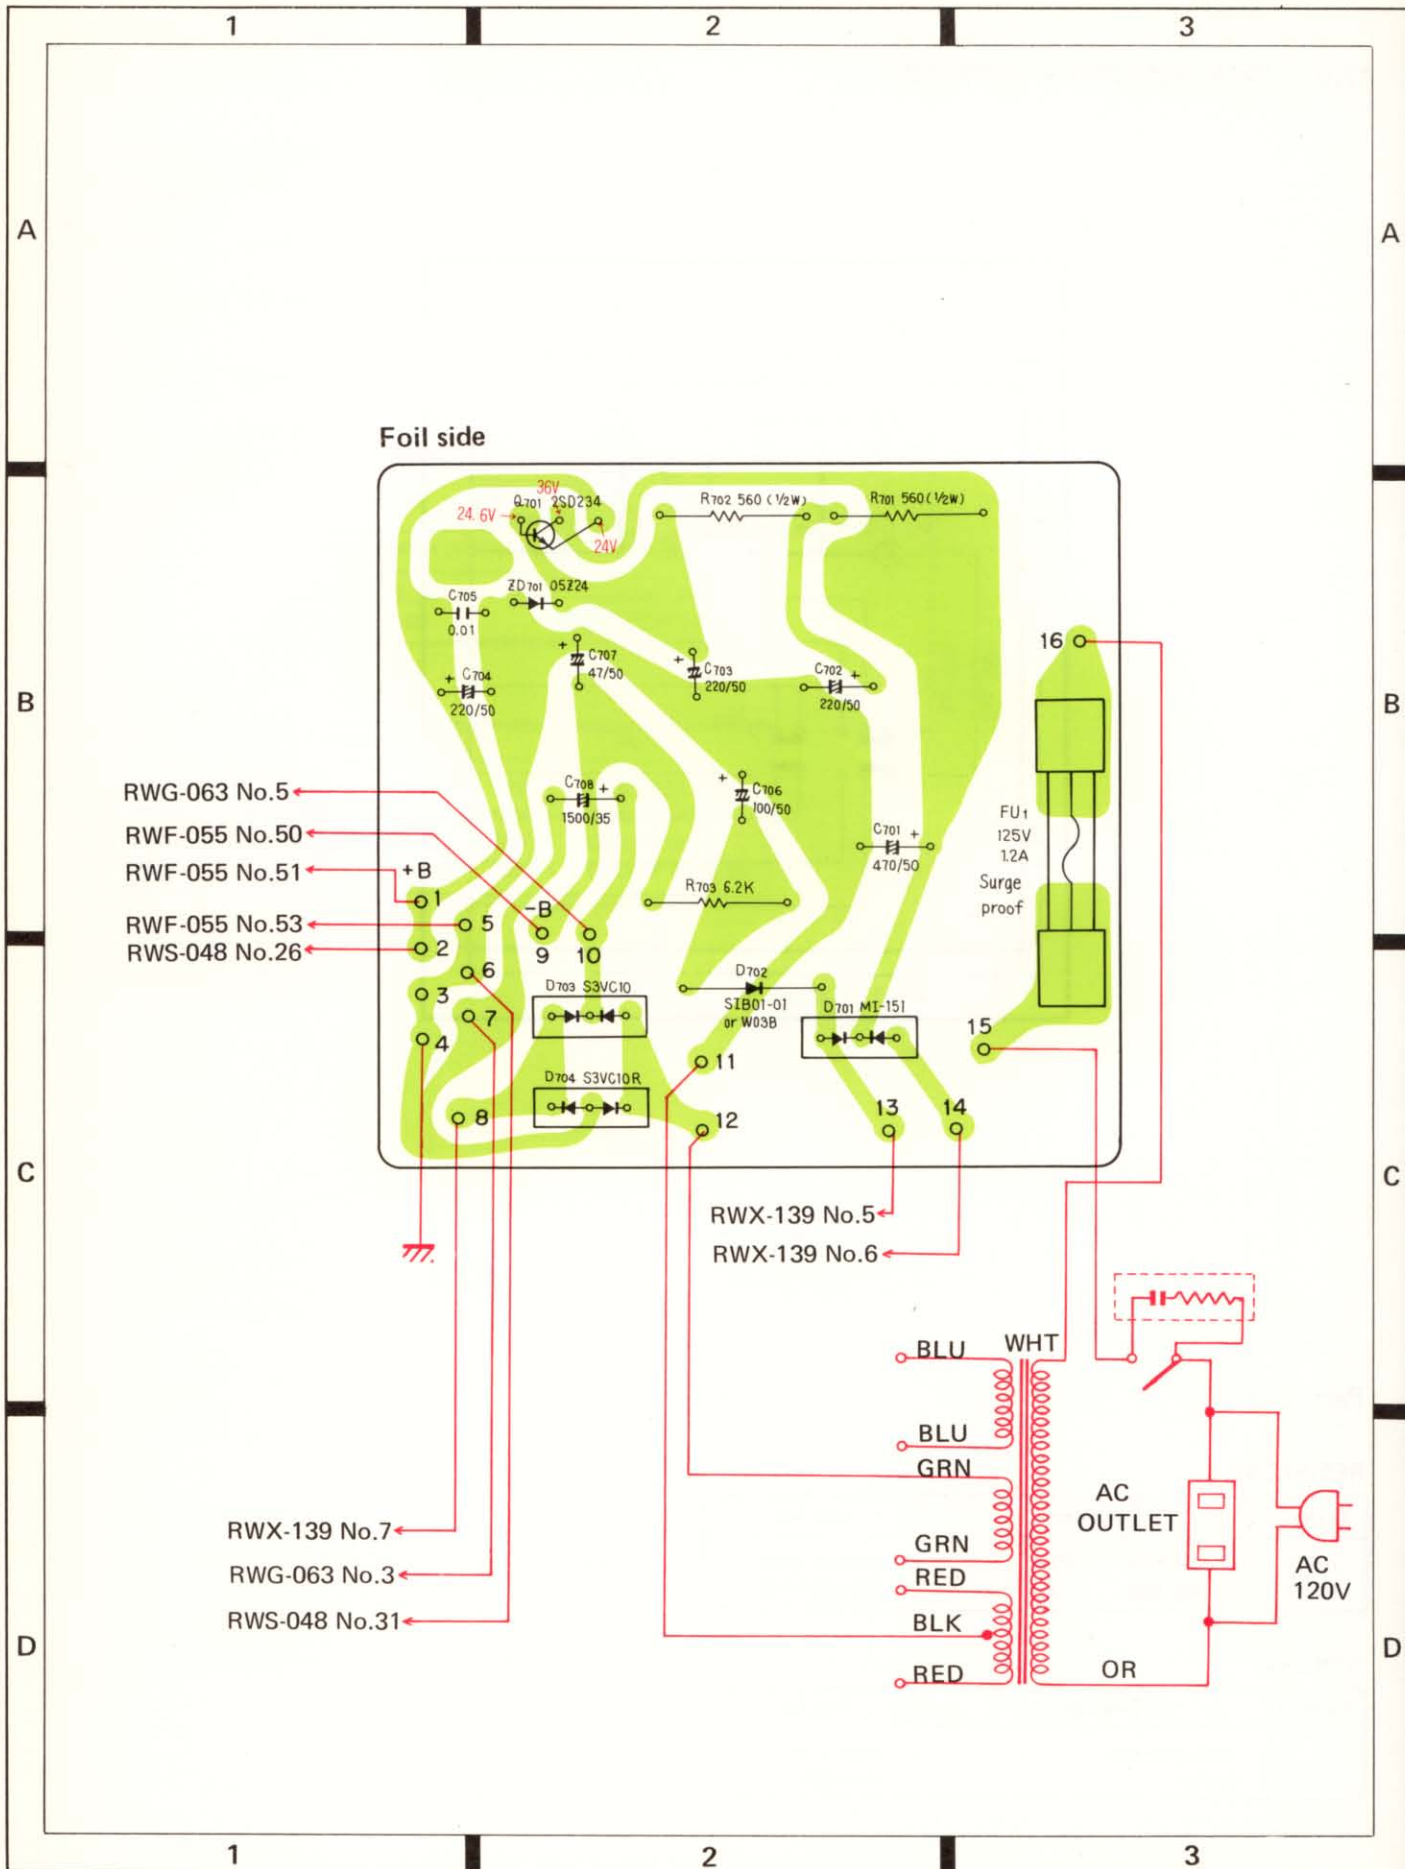 1 2 3
A A
Foil side
36V
Q701 2SD234
24.6V
24V
R702 560 (½W)
R701 560 (½W)
ZD701 05Z24
C705
0.01
16
+ C707
47/50
+ C703
220/50
C702 +
220/50
+ C704
220/50
B B
C708 +
1500/35
+ C706
100/50
RWG-063 No.5
RWF-055 No.50
RWF-055 No.51
RWF-055 No.53
RWS-048 No.26
FU1
125V
1.2A
Surge
proof
C701 +
470/50
+B
R703 6.2K
1
-B
5
2
9
10
6
3
7
4
D703 S3VC10
D702
SIB01-01
or W03B
D701 MI-151
15
11
D704 S3VC10R
8
12
13
14
C C
RWX-139 No.5
RWX-139 No.6
WHT
BLU
BLU
GRN
AC
OUTLET
RWX-139 No.7
GRN
AC
120V
RWG-063 No.3
RED
RWS-048 No.31
BLK
D D
RED
OR
1 2 3